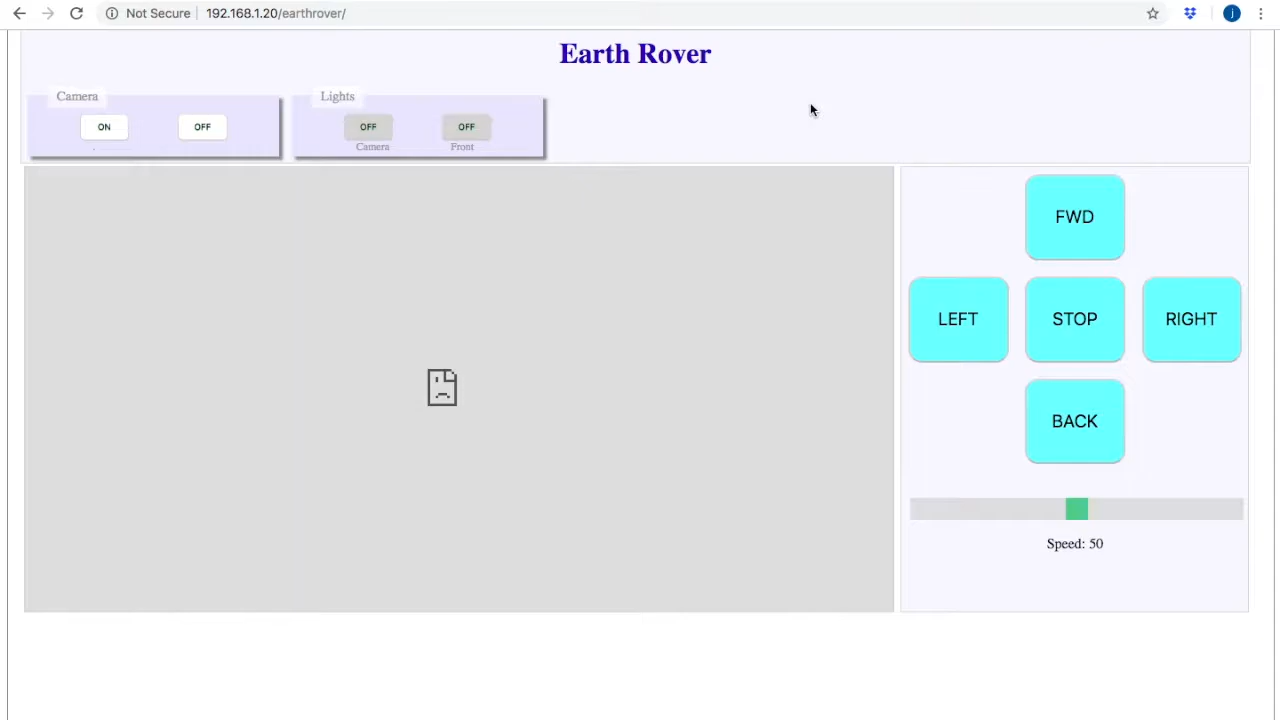 Not Secure 192.168.1.20/earthrover/
j
Earth Rover
Camera
Lights
ON
OFF
OFF
OFF
Camera
Front
FWD
LEFT
STOP
RIGHT
BACK
Speed: 50